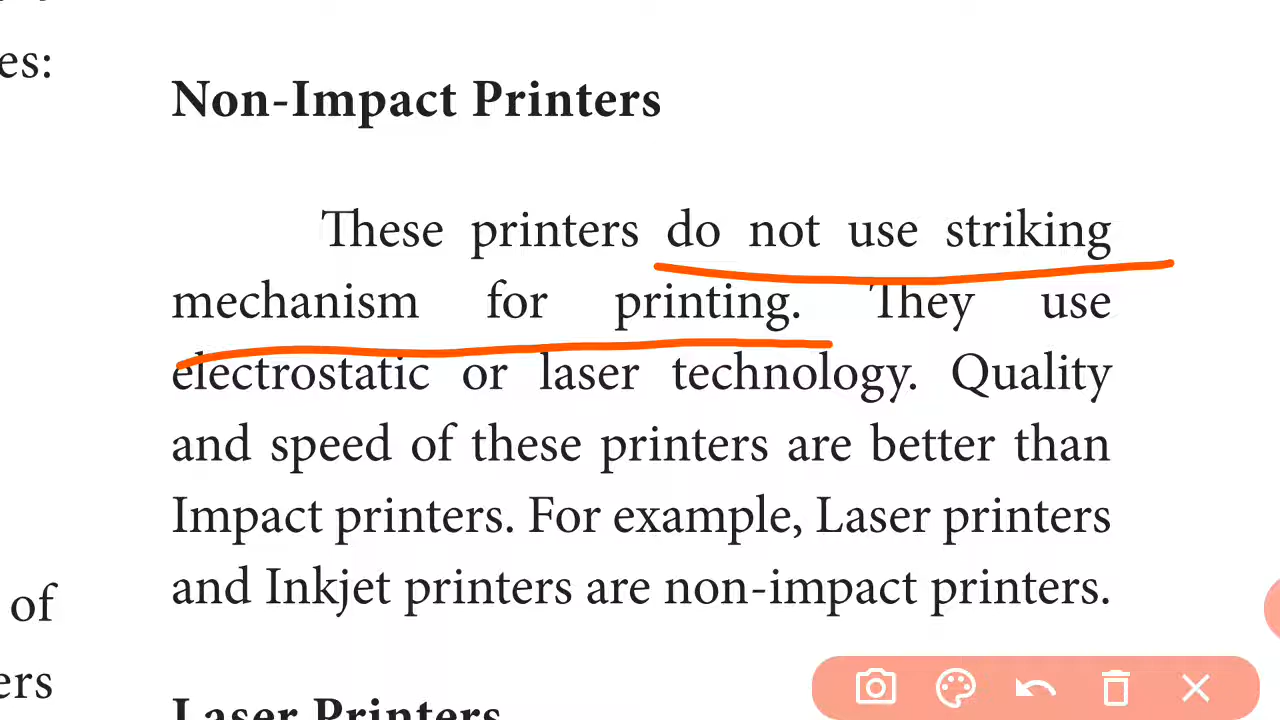 es:
Non-Impact Printers
These printers do not use striking
mechanism for printing. They use
electrostatic or laser technology. Quality
and speed of these printers are better than
Impact printers. For example, Laser printers
and Inkjet printers are non-impact printers.
of
ers
Laser Printers